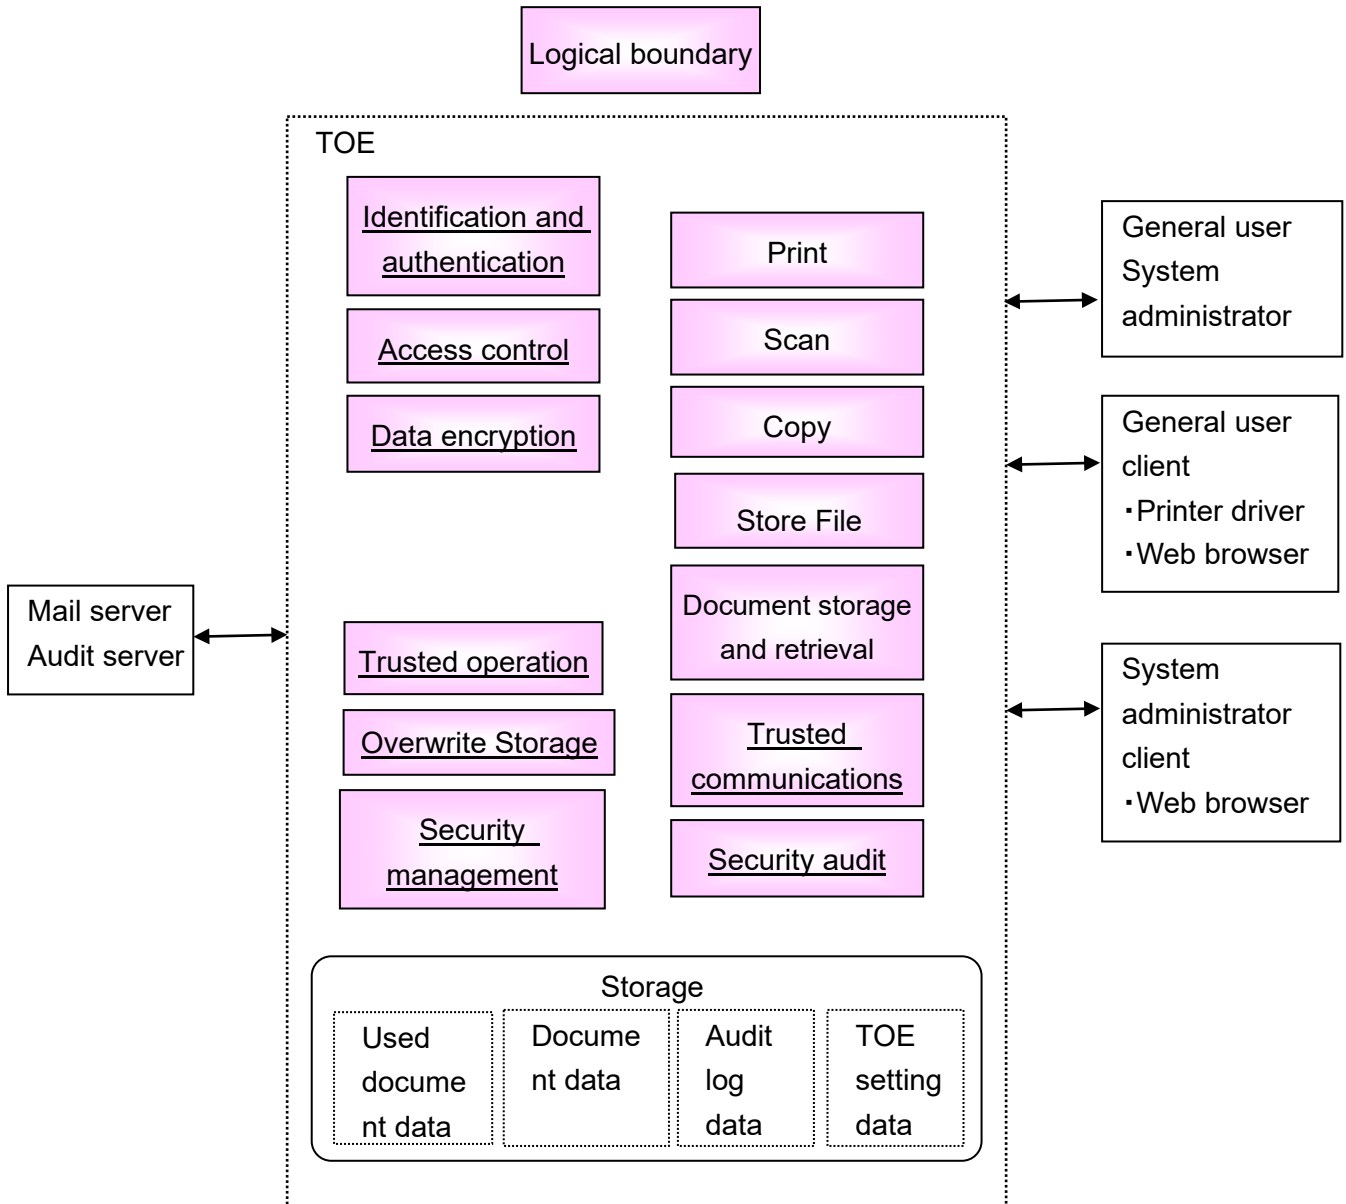 Logical boundary
TOE
Identification and
authentication
Access control
Data encryption
Trusted operation
Overwrite Storage
Security
management
Print
Scan
Copy
Store File
Document storage
and retrieval
Trusted
communications
Security audit
Mail server
Audit server
General user
System
administrator
General user
client
・Printer driver
・Web browser
System
administrator
client
・Web browser
Storage
Used
docume
nt data
Docume
nt data
Audit
log
data
TOE
setting
data